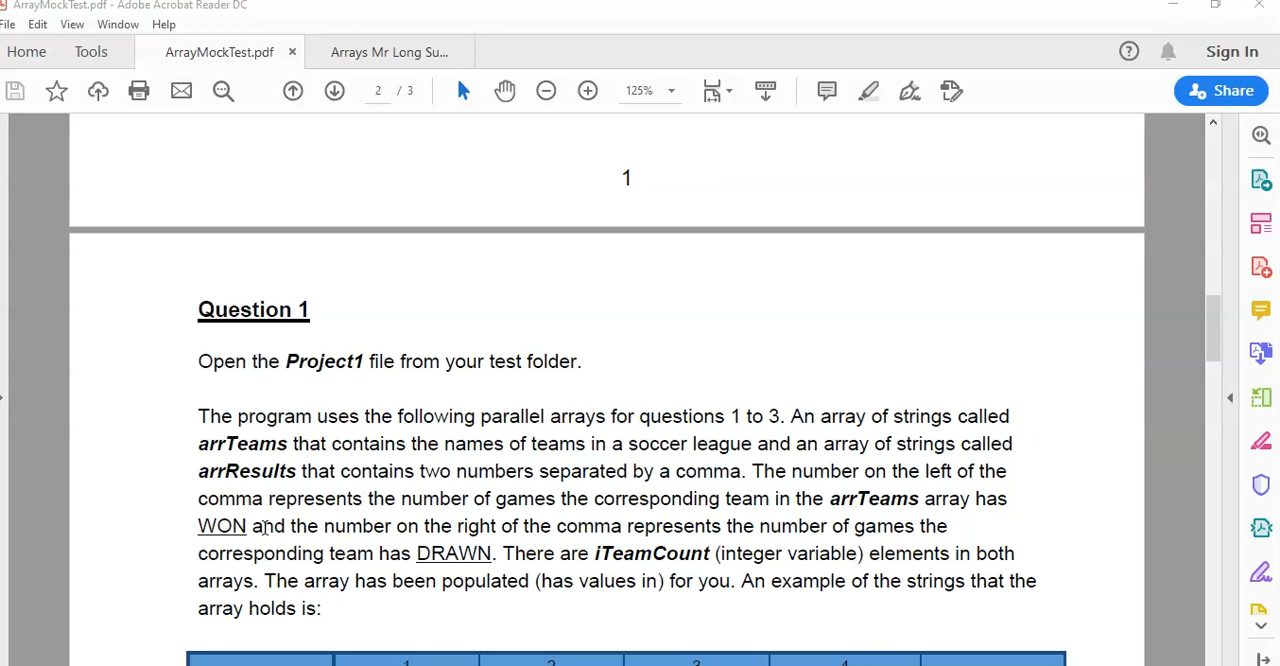 ArrayMockTest.pdf - Adobe Acrobat Reader DC
File Edit View Window Help
Home Tools ArrayMockTest.pdf × Arrays Mr Long Su... Sign In
2 / 3 125% Share
1
Question 1
Open the Project1 file from your test folder.
The program uses the following parallel arrays for questions 1 to 3. An array of strings called
arrTeams that contains the names of teams in a soccer league and an array of strings called
arrResults that contains two numbers separated by a comma. The number on the left of the
comma represents the number of games the corresponding team in the arrTeams array has
WON and the number on the right of the comma represents the number of games the
corresponding team has DRAWN. There are iTeamCount (integer variable) elements in both
arrays. The array has been populated (has values in) for you. An example of the strings that the
array holds is:
1 2 3 4